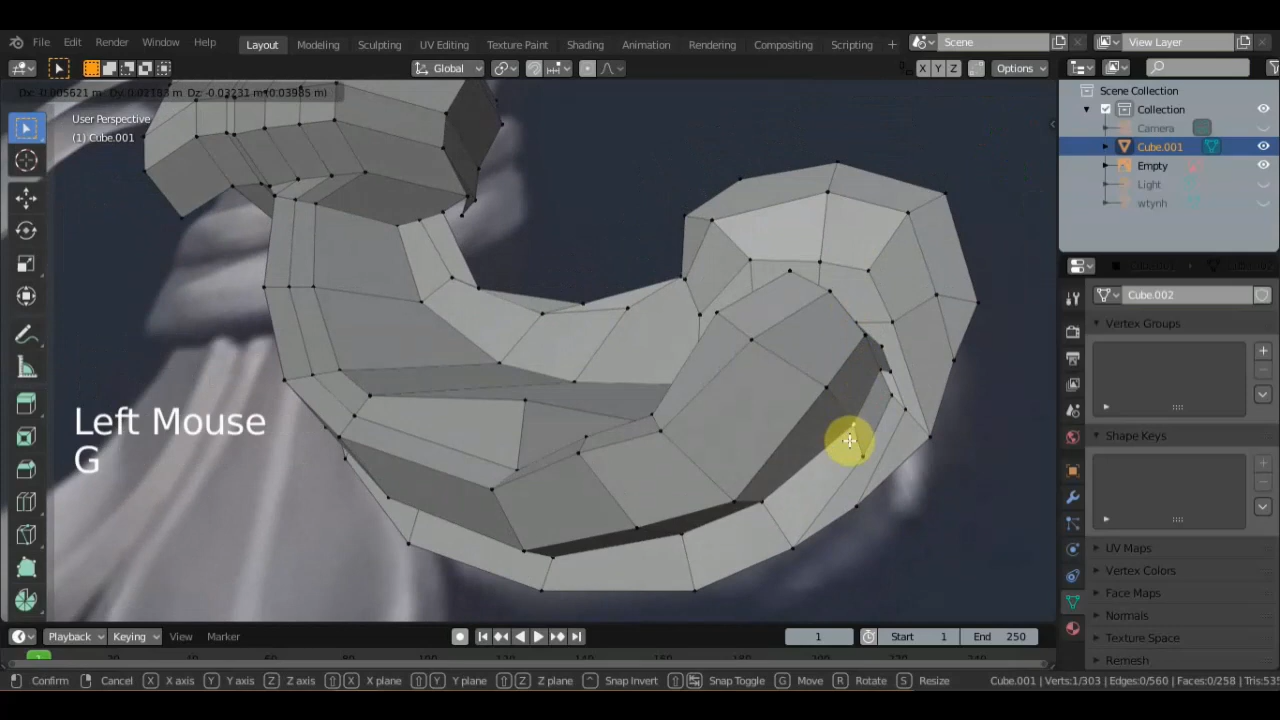 File Edit Render Window Help Layout Modeling Sculpting UV Editing Texture Paint Shading Animation Rendering Compositing Scripting + Scene View Layer
Global X Y Z Options
User Perspective
(1) Cube.001
Scene Collection
Collection
Camera
Cube.001
Empty
Light
wtynh
Cube.002
Vertex Groups
Shape Keys
UV Maps
Vertex Colors
Face Maps
Normals
Texture Space
Remesh
Left Mouse
G
Playback Keying View Marker 1 Start 1 End 250
Confirm Cancel X X axis Y Y axis Z Z axis X X plane Y Y plane Z Z plane Snap Invert Snap Toggle G Move R Rotate S Resize Cube.001 | Verts:1/303 | Edges:0/560 | Faces:0/258 | Tris:535